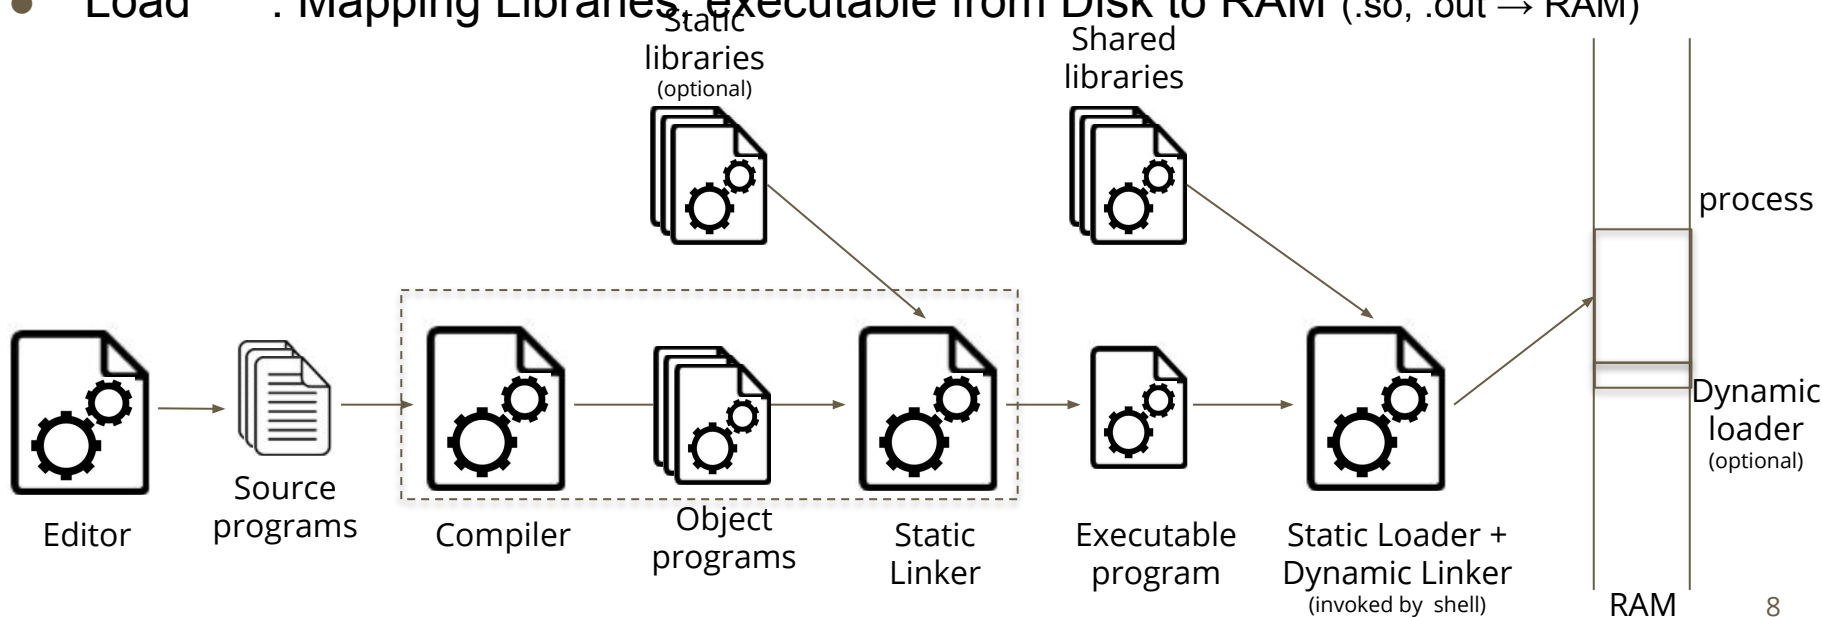 ● Load : Mapping Libraries, executable from Disk to RAM (.so, .out → RAM)
Static
libraries
(optional)
Shared
libraries
process
Dynamic
loader
(optional)
Editor
Source
programs
Compiler
Object
programs
Static
Linker
Executable
program
Static Loader +
Dynamic Linker
(invoked by shell)
RAM
8